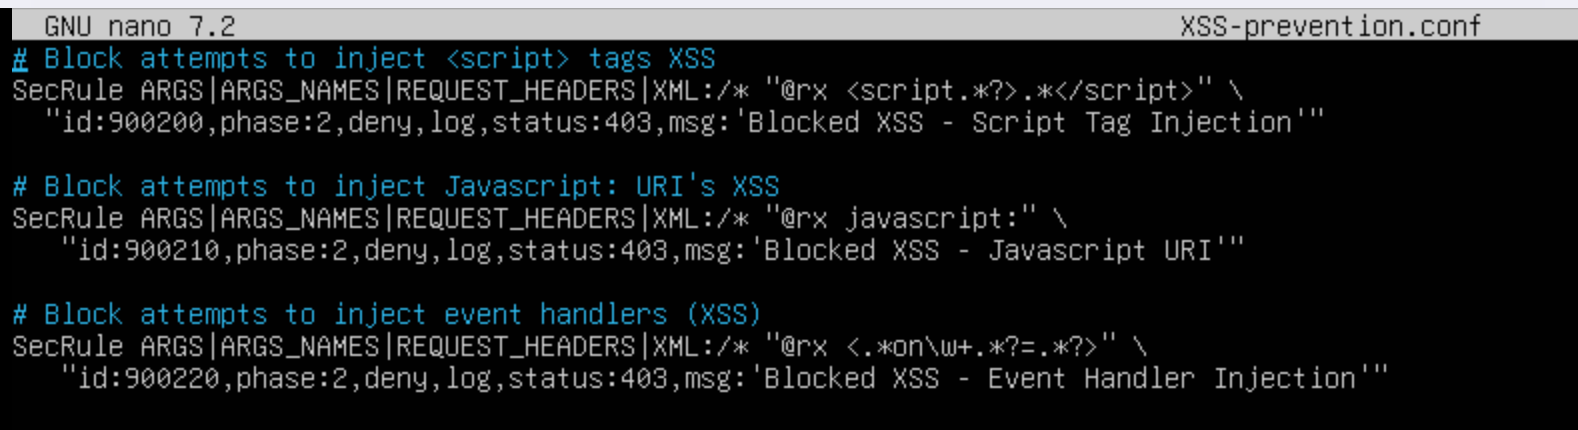 GNU nano 7.2 XSS-prevention.conf
# Block attempts to inject <script> tags XSS
SecRule ARGS|ARGS_NAMES|REQUEST_HEADERS|XML:/* "@rx <script.*?>.*</script>" \
"id:900200,phase:2,deny,log,status:403,msg:'Blocked XSS - Script Tag Injection'"
# Block attempts to inject Javascript: URI's XSS
SecRule ARGS|ARGS_NAMES|REQUEST_HEADERS|XML:/* "@rx javascript:" \
"id:900210,phase:2,deny,log,status:403,msg:'Blocked XSS - Javascript URI'"
# Block attempts to inject event handlers (XSS)
SecRule ARGS|ARGS_NAMES|REQUEST_HEADERS|XML:/* "@rx <.*on\w+.*?=.*?>" \
"id:900220,phase:2,deny,log,status:403,msg:'Blocked XSS - Event Handler Injection'"